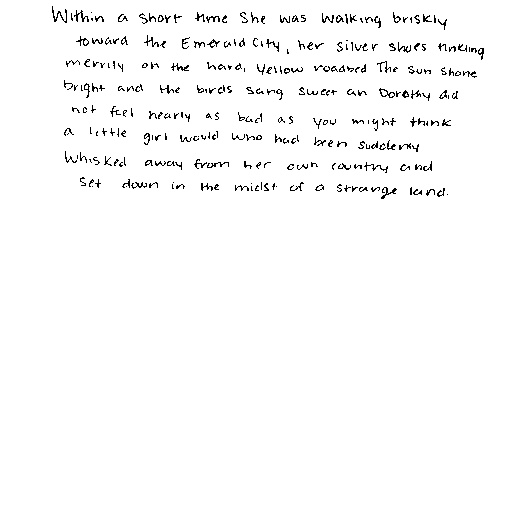 Within a short time she was walking briskly
toward the Emerald City, her silver shoes tinkling
merrily on the hard, yellow roadbed The sun shone
bright and the birds sang sweet an Dorothy did
not feel nearly as bad as you might think
a little girl would who had been suddenly
whisked away from her own country and
set down in the midst of a strange land.